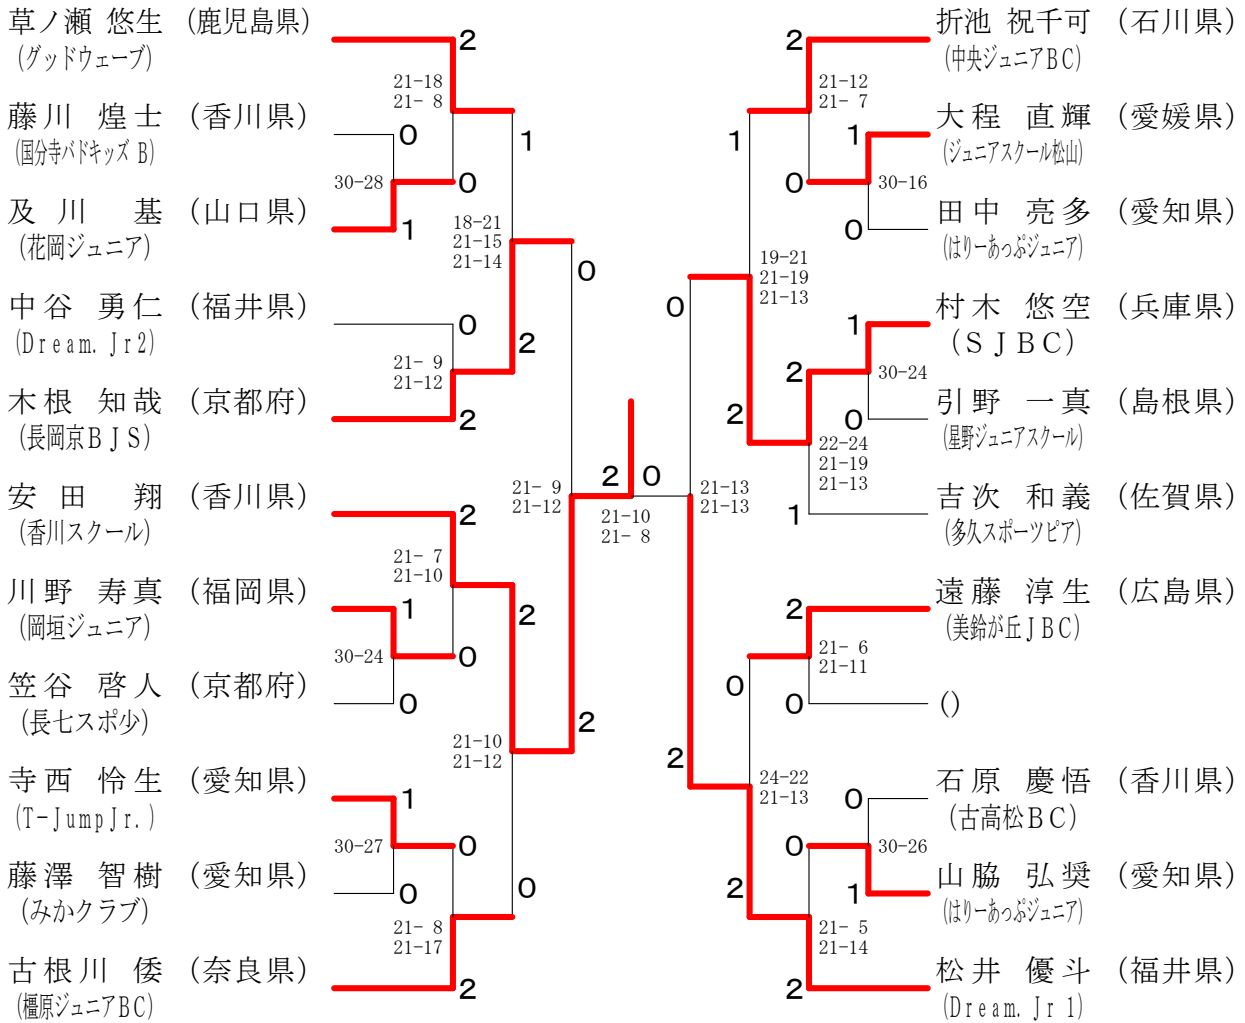 草ノ瀬 悠生 (鹿児島県)
(グッドウェーブ)
藤川 煌士 (香川県)
(国分寺バドキッズ B)
及川 基 (山口県)
(花岡ジュニア)
中谷 勇仁 (福井県)
(Dream. Jr2)
木根 知哉 (京都府)
(長岡京BJS)
安田 翔 (香川県)
(香川スクール)
川野 寿真 (福岡県)
(岡垣ジュニア)
笠谷 啓人 (京都府)
(長七スポ少)
寺西 怜生 (愛知県)
(T-JumpJr.)
藤澤 智樹 (愛知県)
(みかクラブ)
古根川 倭 (奈良県)
(橿原ジュニアBC)
2
21-18
21- 8
0
30-28
0
1
1
18-21
21-15
21-14
0
0
2
21- 9
21-12
2
2
21- 7
21-10
1
30-24
0
0
2
21-10
21-12
2
1
30-27
0
0
0
21- 8
21-17
2
21- 9
21-12
2
0
21-10
21- 8
21-13
21-13
2
21-12
21- 7
1
1
0
30-16
0
19-21
21-19
21-13
0
1
2
30-24
0
2
22-24
21-19
21-13
1
2
21- 6
21-11
0
0
2
24-22
21-13
0
0
30-26
1
2
21- 5
21-14
2
折池 祝千可 (石川県)
(中央ジュニアBC)
大程 直輝 (愛媛県)
(ジュニアスクール松山)
田中 亮多 (愛知県)
(はりーあっぷジュニア)
村木 悠空 (兵庫県)
(SJBC)
引野 一真 (島根県)
(星野ジュニアスクール)
吉次 和義 (佐賀県)
(多久スポーツピア)
遠藤 淳生 (広島県)
(美鈴が丘JBC)
()
石原 慶悟 (香川県)
(古高松BC)
山脇 弘奨 (愛知県)
(はりーあっぷジュニア)
松井 優斗 (福井県)
(Dream. Jr 1)